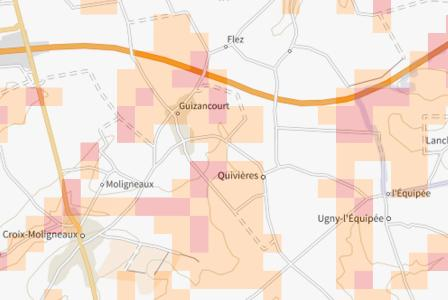 Flez
Guizancourt
Lanch
Quivières
Moligneaux
l'Équipée
Ugny-l'Équipée
Croix-Moligneaux